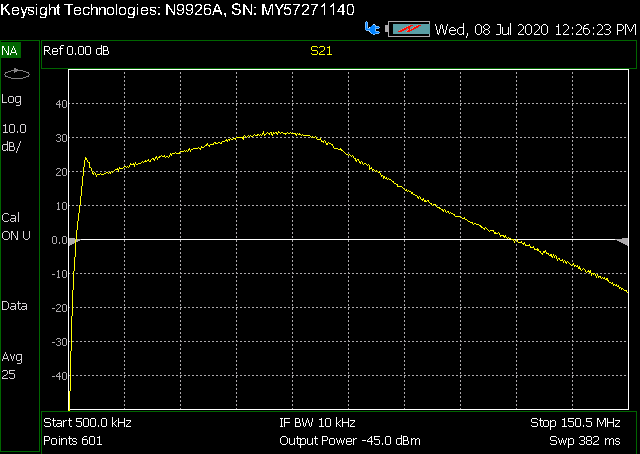 Keysight Technologies: N9926A, SN: MY57271140
Wed, 08 Jul 2020 12:26:23 PM
NA
Ref 0.00 dB
S21
Log
10.0
dB/
Cal
ON U
Data
Avg
25
40
30
20
10
0.0
-10
-20
-30
-40
Start 500.0 kHz
IF BW 10 kHz
Stop 150.5 MHz
Points 601
Output Power -45.0 dBm
Swp 382 ms